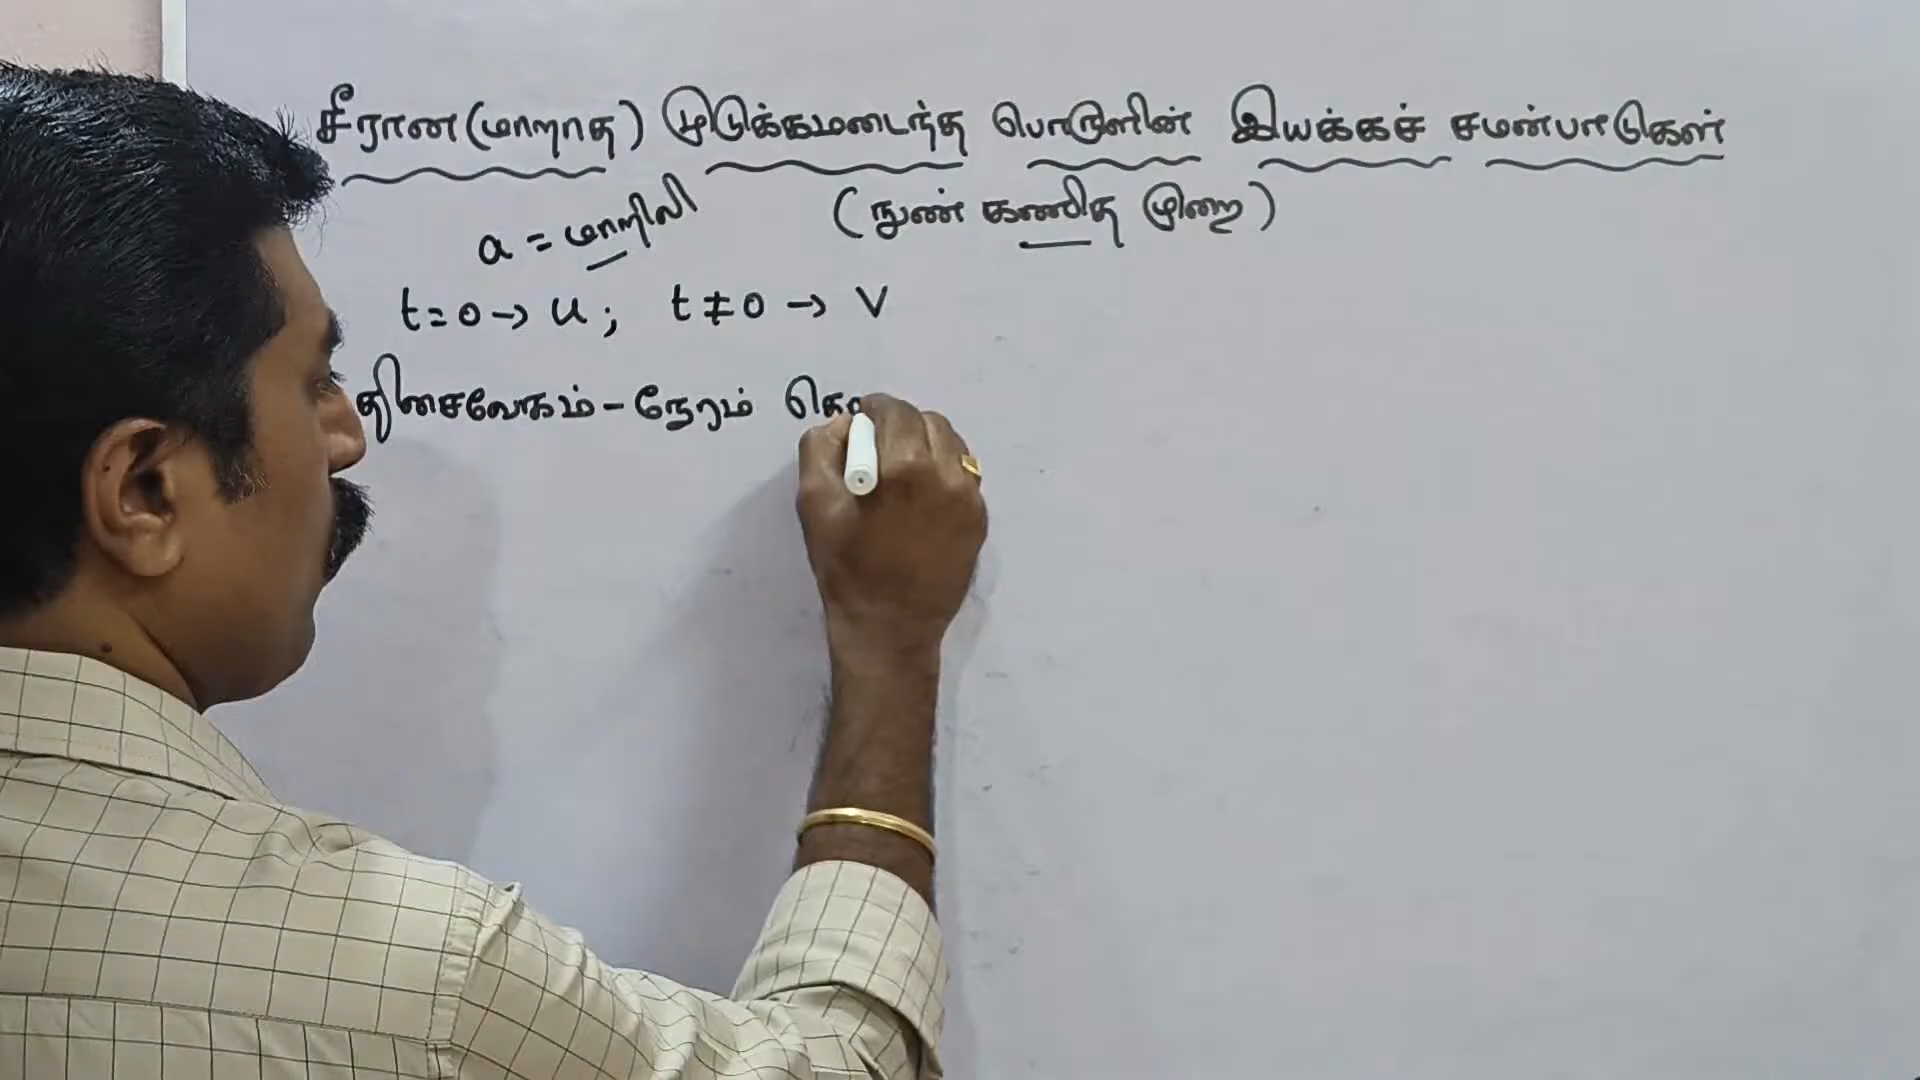 சீரான (மாறாத) முடுக்கமடைந்த பொருளின் இயக்கச் சமன்பாடுகள்
(நுண் கணித முறை)
a = மாறிலி
t=0 → u ; t≠0 → v
திசைவேகம் – நேரம்